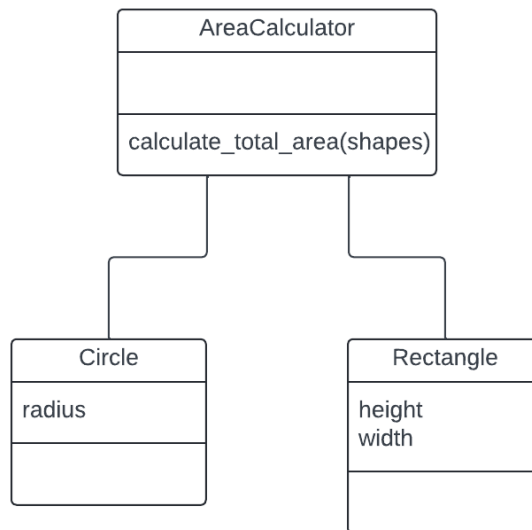 AreaCalculator
calculate_total_area(shapes)
Circle
radius
Rectangle
height
width